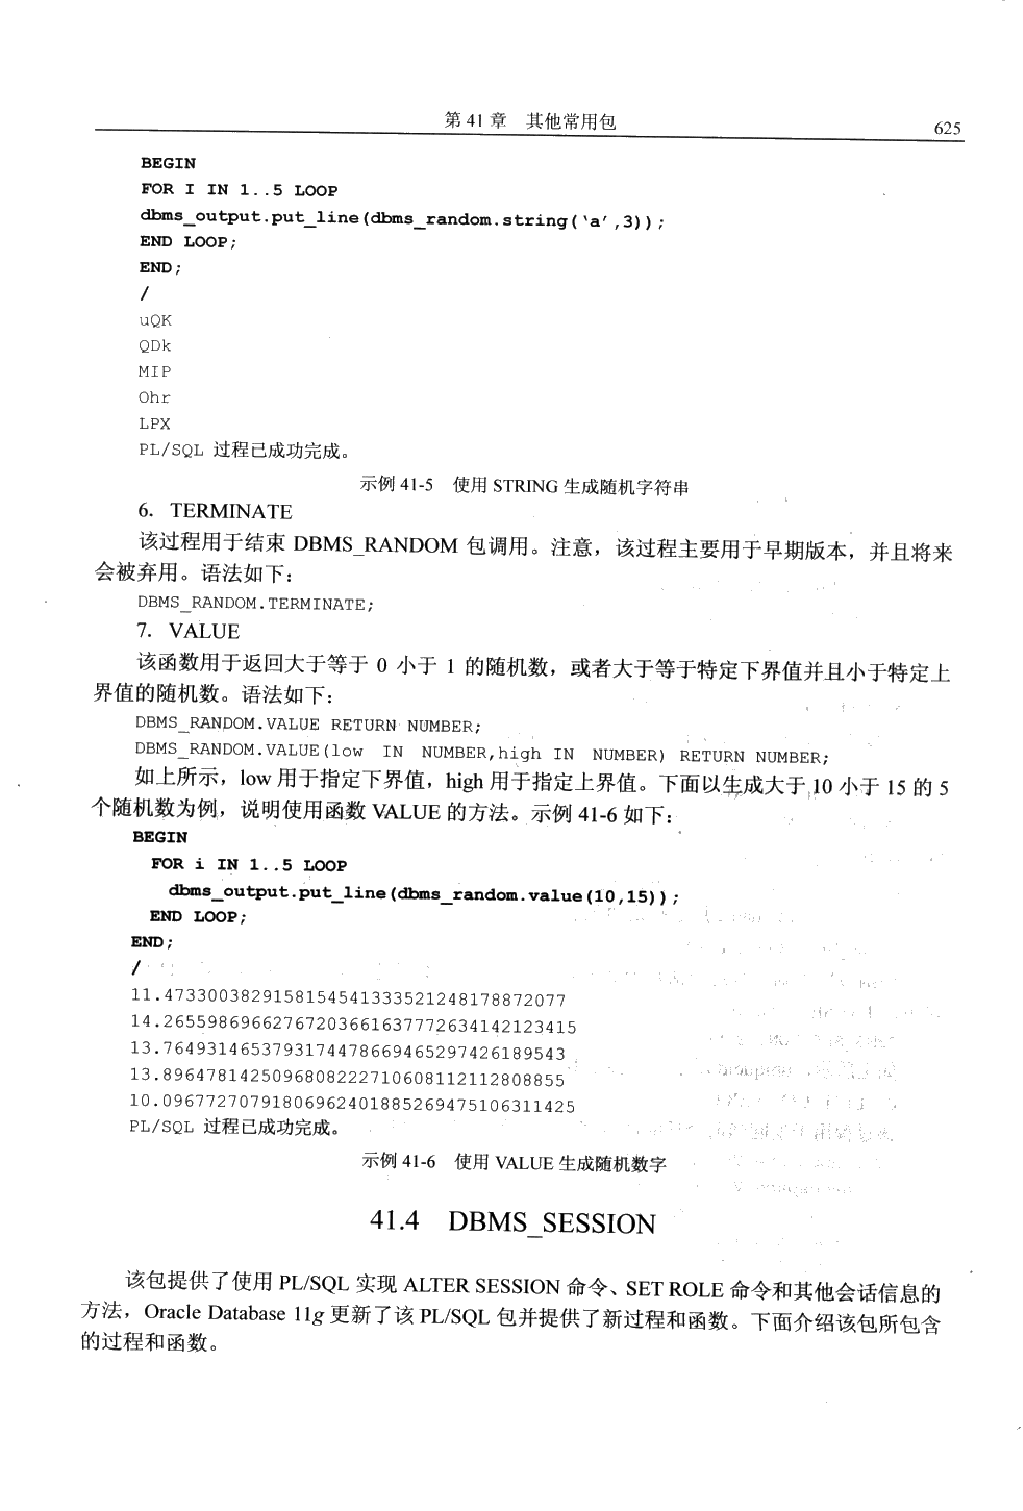 第 41 章 其他常用包
625
BEGIN
FOR I IN 1..5 LOOP
dbms_output.put_line(dbms_random.string(‘a’,3));
END LOOP;
END;
/
uQK
QDk
MIP
Ohr
LPX
PL/SQL 过程已成功完成。
示例 41-5 使用 STRING 生成随机字符串
6. TERMINATE
该过程用于结束 DBMS_RANDOM 包调用。注意，该过程主要用于早期版本，并且将来
会被弃用。语法如下：
DBMS_RANDOM.TERMINATE;
7. VALUE
该函数用于返回大于等于 0 小于 1 的随机数，或者大于等于特定下界值并且小于特定上
界值的随机数。语法如下：
DBMS_RANDOM.VALUE RETURN NUMBER;
DBMS_RANDOM.VALUE(low IN NUMBER,high IN NUMBER) RETURN NUMBER;
如上所示，low 用于指定下界值，high 用于指定上界值。下面以生成大于 10 小于 15 的 5
个随机数为例，说明使用函数 VALUE 的方法。示例 41-6 如下：
BEGIN
FOR i IN 1..5 LOOP
dbms_output.put_line(dbms_random.value(10,15));
END LOOP;
END;
/
11.47330038291581545413335212481788​72077
14.2655986966276720366163777263414​2123415
13.76493146537931744786694652974261​89543
13.89647814250968082227106081121128​08855
10.09677270791806962401885269475106​311425
PL/SQL 过程已成功完成。
示例 41-6 使用 VALUE 生成随机数字
41.4 DBMS_SESSION
该包提供了使用 PL/SQL 实现 ALTER SESSION 命令、SET ROLE 命令和其他会话信息的
方法，Oracle Database 11g 更新了该 PL/SQL 包并提供了新过程和函数。下面介绍该包所包含
的过程和函数。